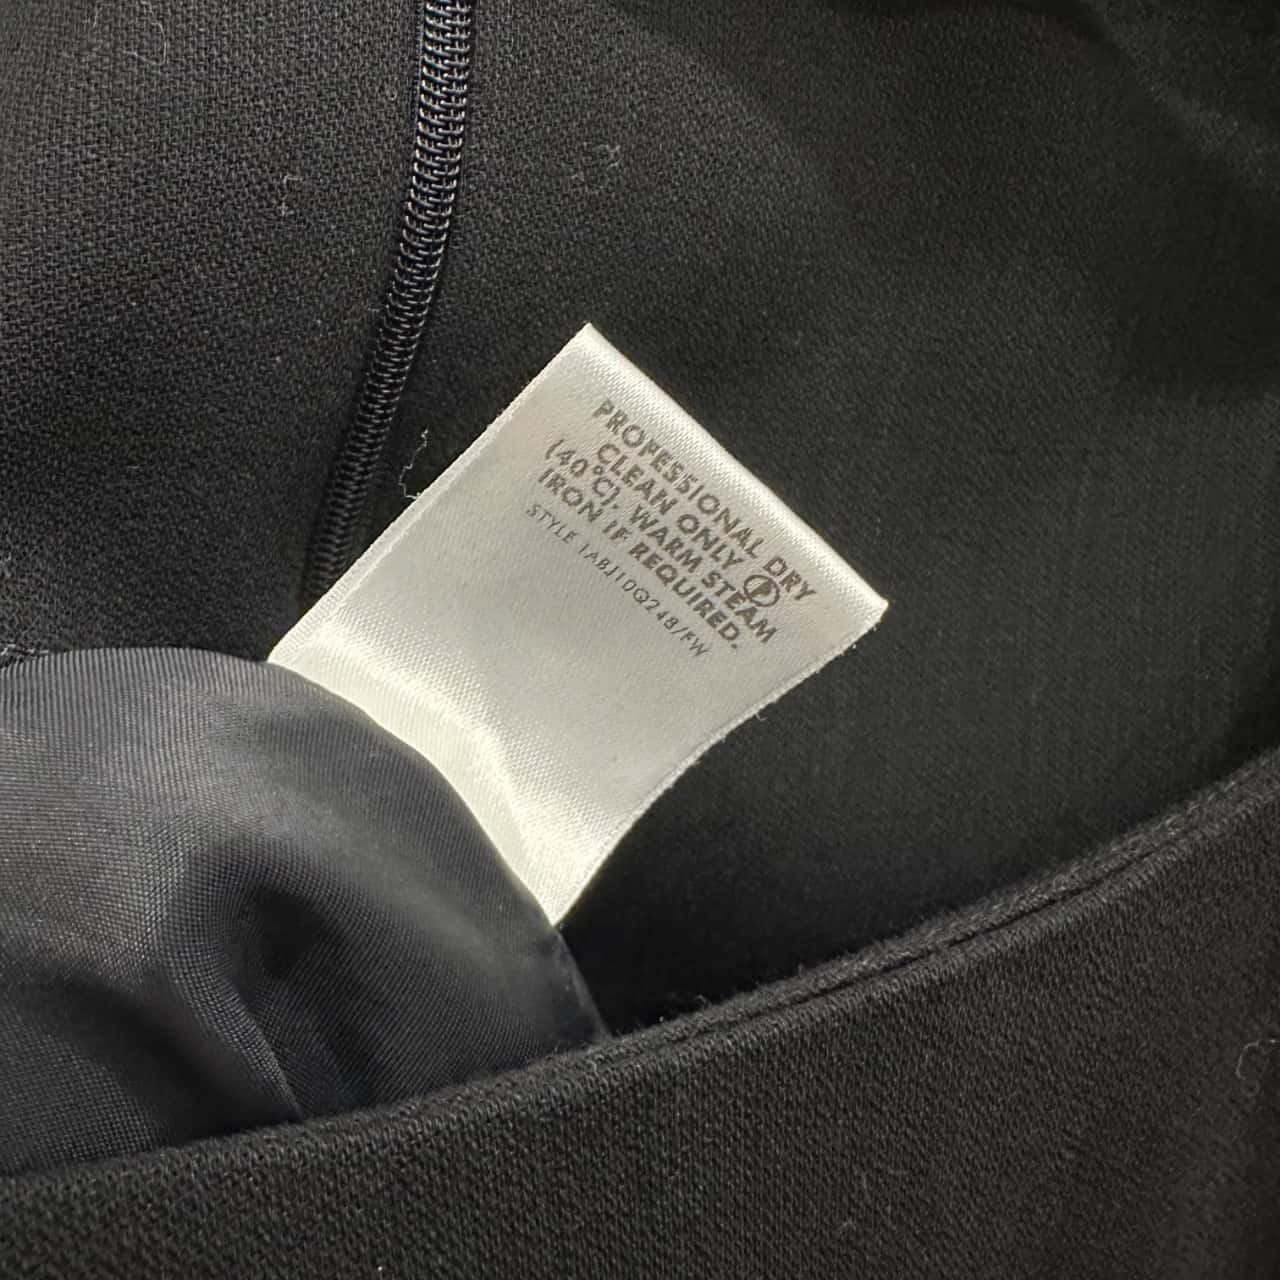 PROFESSIONAL DRY
CLEAN ONLY Ⓟ
(40°C). WARM STEAM
IRON IF REQUIRED.
STYLE 1ABJ10Q248/FW